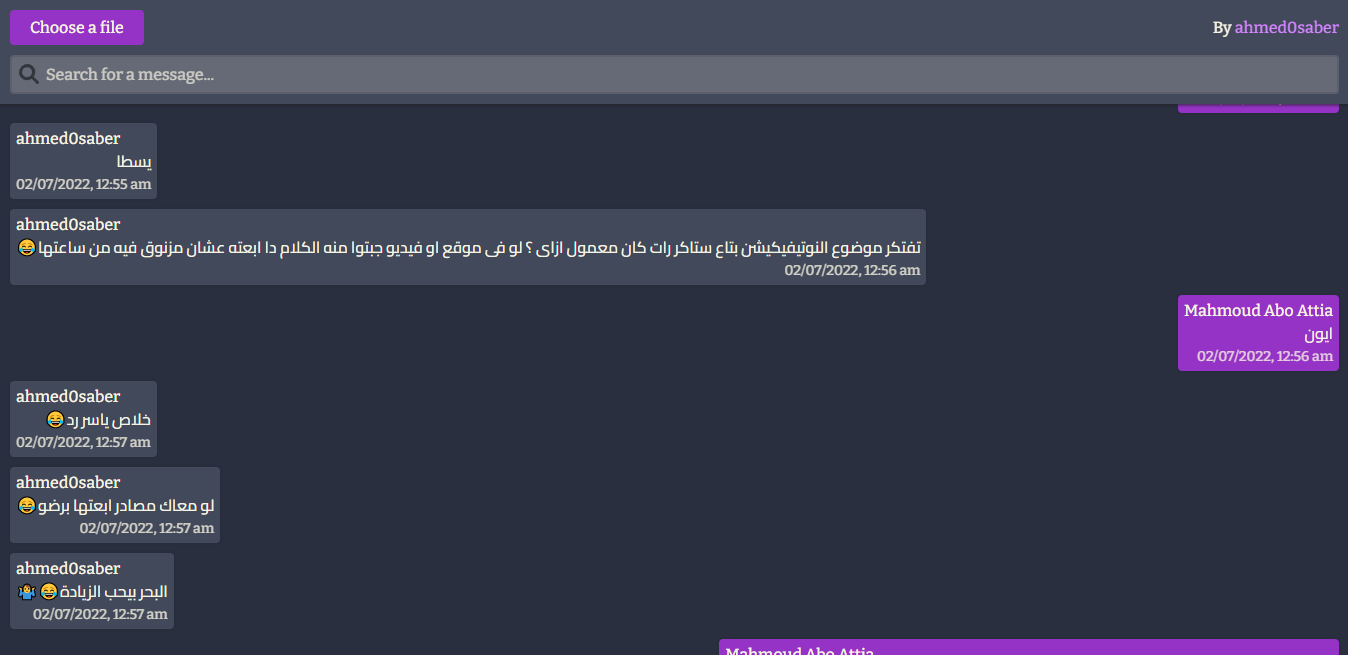 Choose a file
By ahmed0saber
Search for a message...
ahmed0saber
يسطا
02/07/2022, 12:55 am
ahmed0saber
تفتكر موضوع النوتيفيكيشن بتاع ستاكر رات كان معمول ازاى ؟ لو فى موقع او فيديو جبتوا منه الكلام دا ابعته عشان مزنوق فيه من ساعتها😂
02/07/2022, 12:56 am
Mahmoud Abo Attia
ايون
02/07/2022, 12:56 am
ahmed0saber
خلاص ياسر رد😂
02/07/2022, 12:57 am
ahmed0saber
لو معاك مصادر ابعتها برضو😂
02/07/2022, 12:57 am
ahmed0saber
البحر بيحب الزيادة😂🤷‍♂️
02/07/2022, 12:57 am
Mahmoud Abo Attia